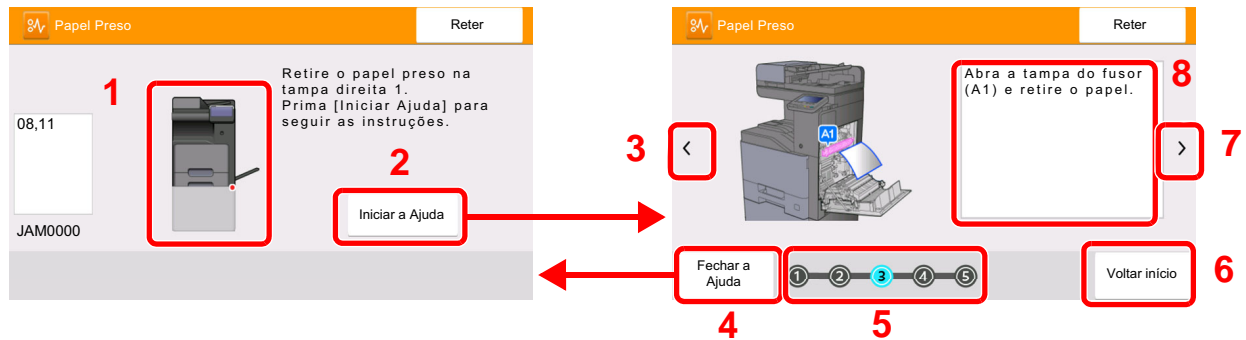 Papel Preso
Reter
1
Retire o papel preso na
tampa direita 1.
Prima [Iniciar Ajuda] para
seguir as instruções.
08,11
2
Iniciar a Ajuda
JAM0000
Papel Preso
Reter
3
A1
Abra a tampa do fusor
(A1) e retire o papel.
8
7
Fechar a
Ajuda
1 2 3 4 5
Voltar início
6
4
5